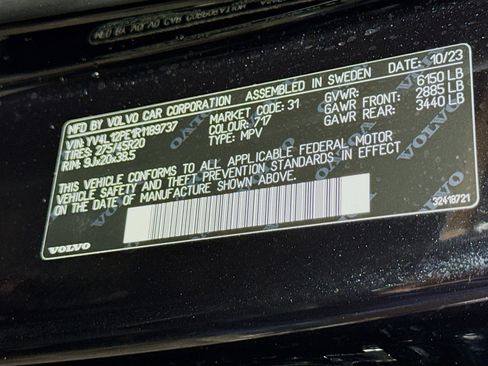 MFD BY VOLVO CAR CORPORATION ASSEMBLED IN SWEDEN DATE: 10/23
VIN: YV4L12PE1R1189737 MARKET CODE: 31 GVWR: 6150 LB
TIRES: 275/45R20 COLOUR: 717 GAWR FRONT: 2885 LB
RIM: 9Jx20x38.5 TYPE: MPV GAWR REAR: 3440 LB
THIS VEHICLE CONFORMS TO ALL APPLICABLE FEDERAL MOTOR
VEHICLE SAFETY AND THEFT PREVENTION STANDARDS IN EFFECT
ON THE DATE OF MANUFACTURE SHOWN ABOVE.
VOLVO
32418721